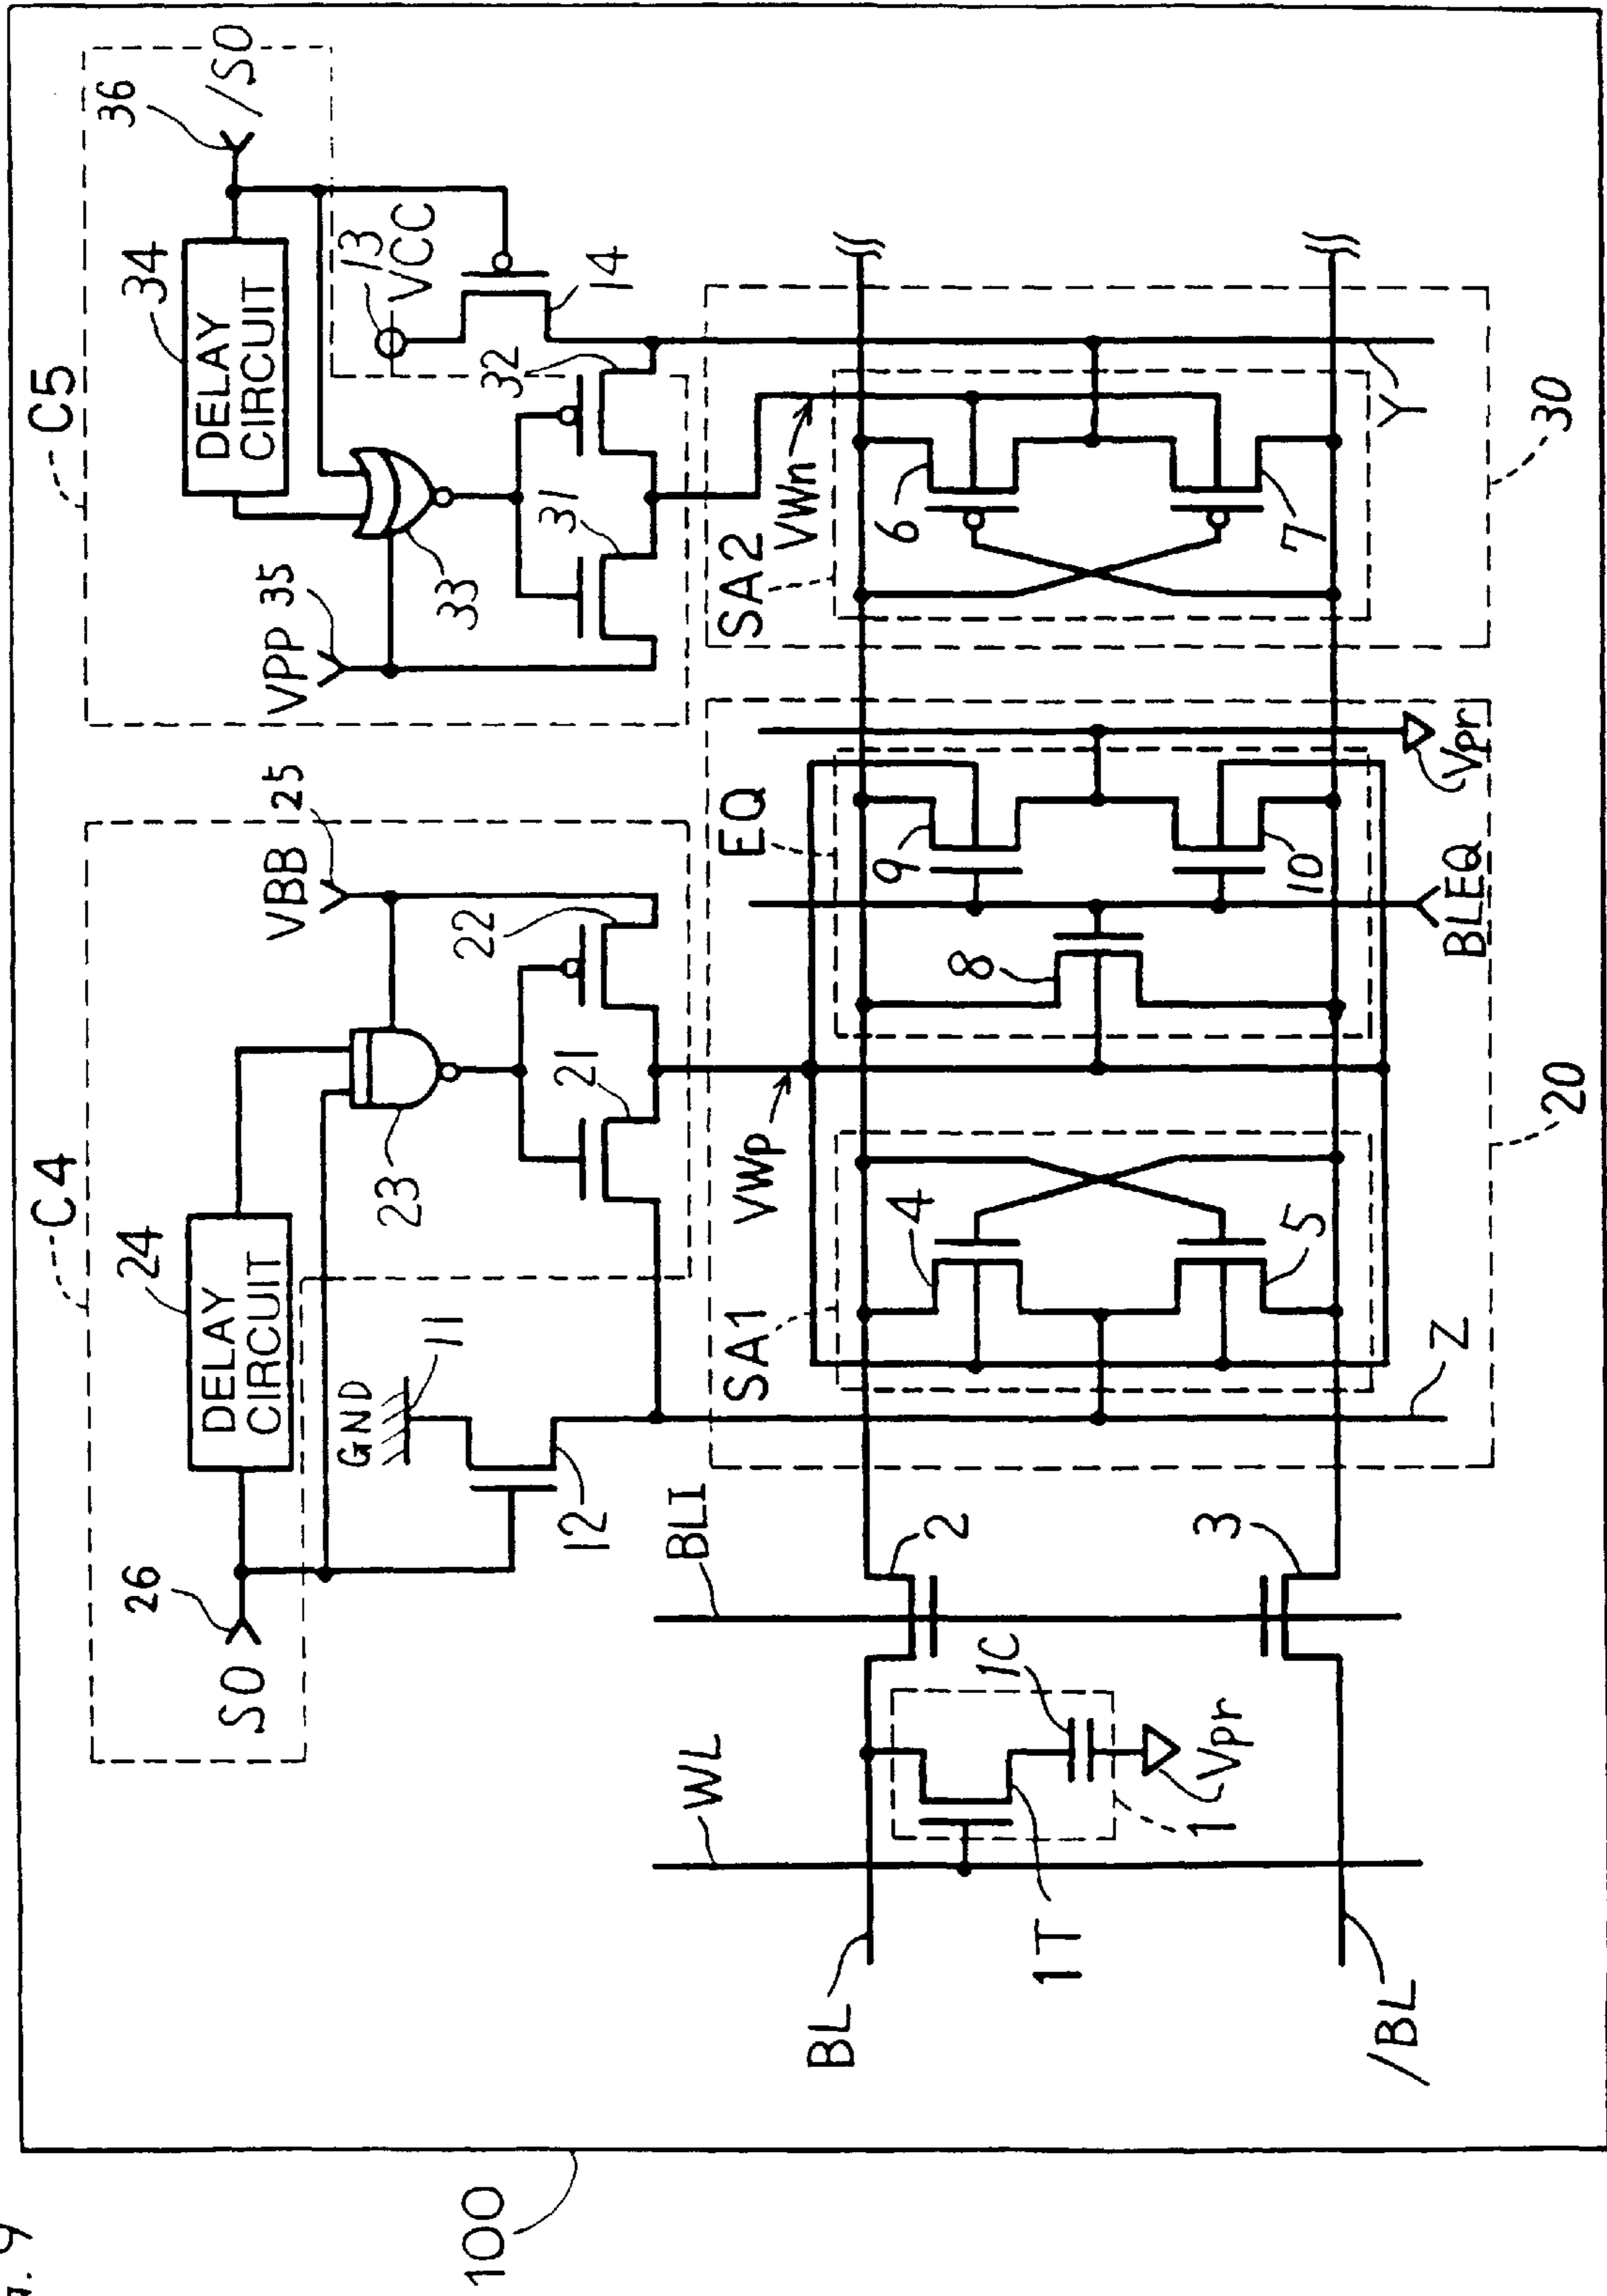 C4
C5
24
DELAY
CIRCUIT
34
DELAY
CIRCUIT
26
SO
36
/SO
VBB 25
VPP 35
23
33
GND
11
13
VCC
12
14
21
22
31
32
BLI
WL
VWp
VWn
SA1
EQ
SA2
BL
2
4
9
6
8
1C
1T
1
Vpr
3
5
10
7
/BL
Z
BLEQ
Vpr
Y
20
30
100
9